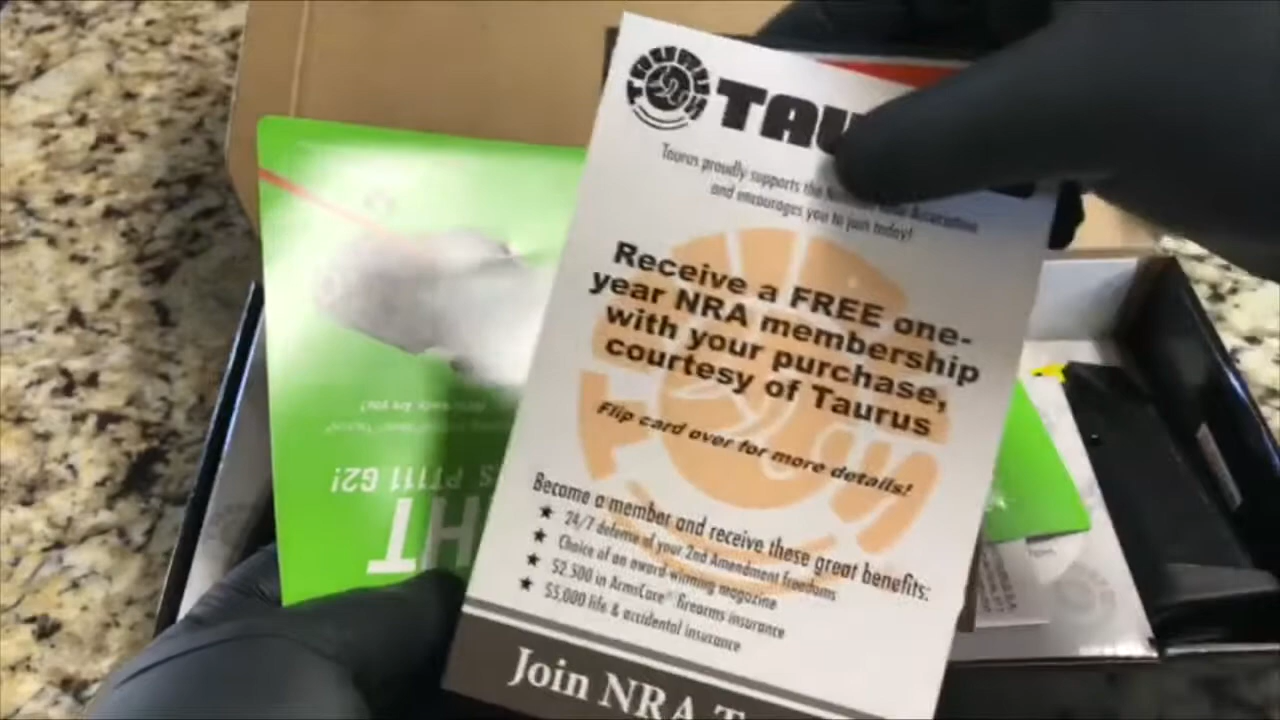 TAURUS
TAU
Taurus proudly supports the
and encourages you to join today!
Receive a FREE one-
year NRA membership
with your purchase,
courtesy of Taurus
Flip card over for more details!
Become a member and receive these great benefits:
★ 24/7 defense of your 2nd Amendment freedoms
★ Choice of an award-winning magazine
★ $2,500 in ArmsCare® firearms insurance
★ $5,000 life & accidental insurance
Join NRA T
PT111 G2!
HT